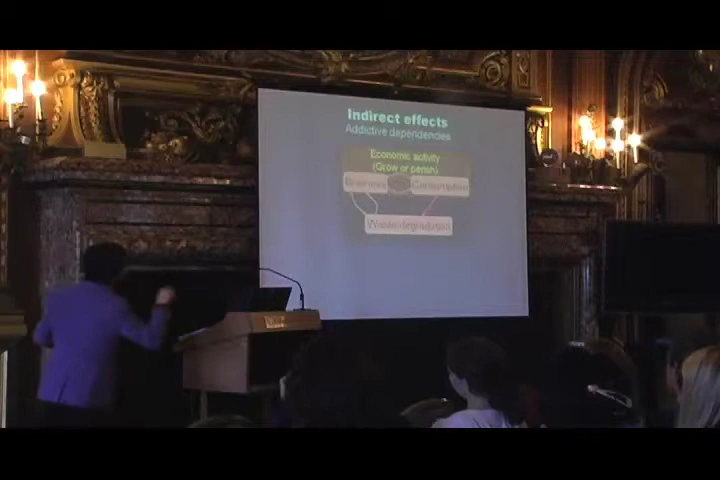 Indirect effects
Addictive dependencies
Economic activity
(Grow or perish)
Business
Consumption
Waste/degradation